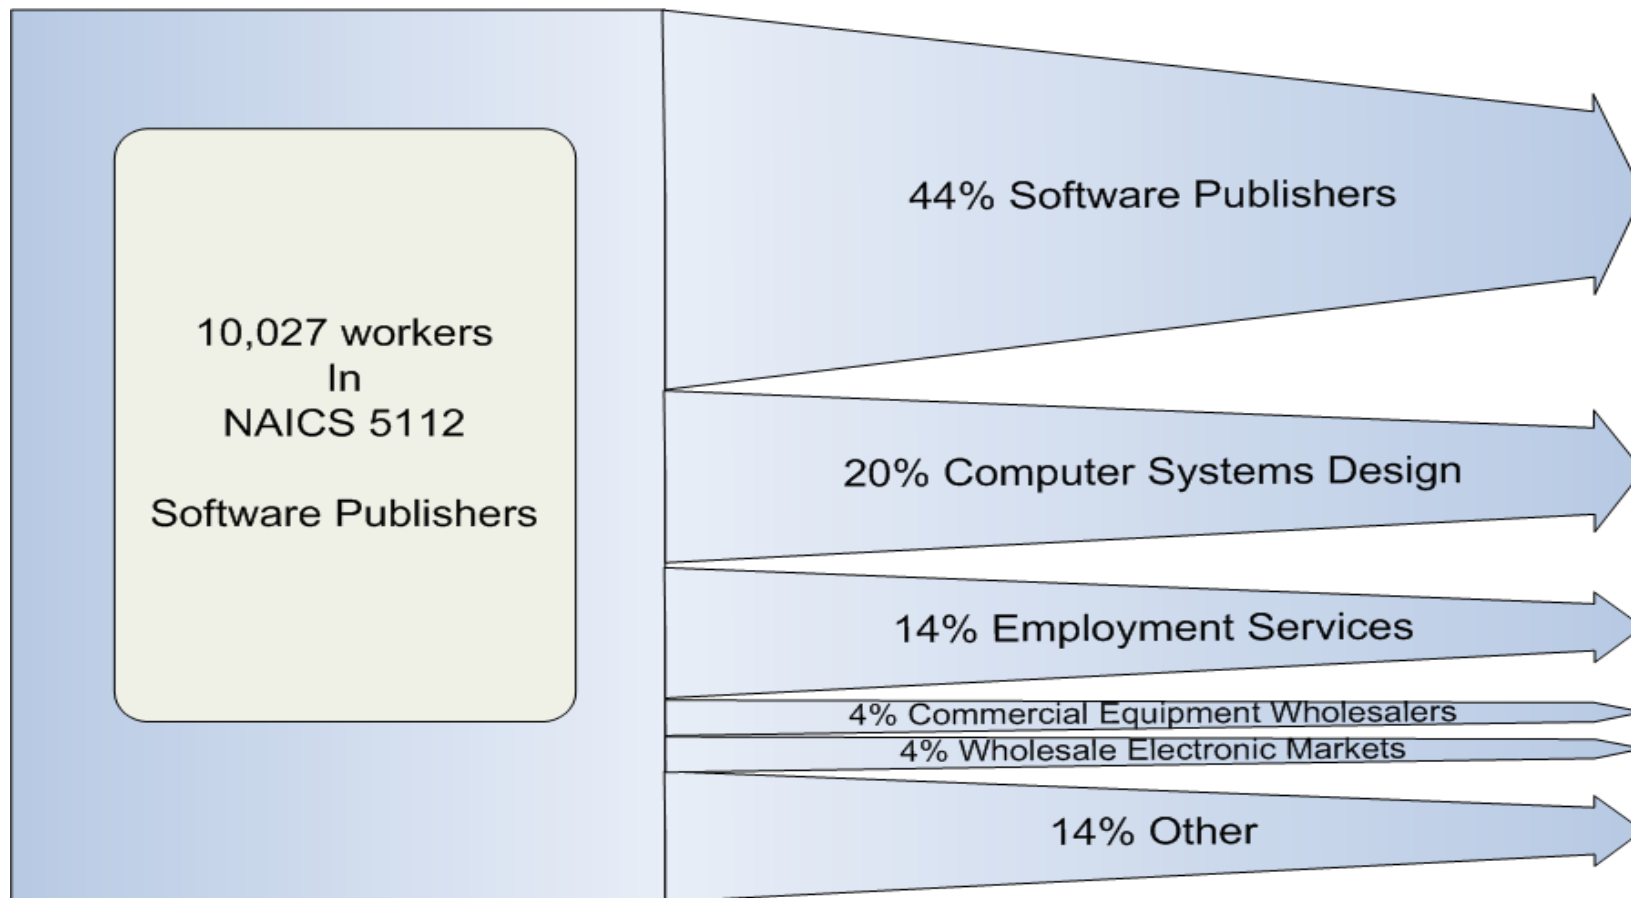 10,027 workers
In
NAICS 5112
Software Publishers
44% Software Publishers
20% Computer Systems Design
14% Employment Services
4% Commercial Equipment Wholesalers
4% Wholesale Electronic Markets
14% Other